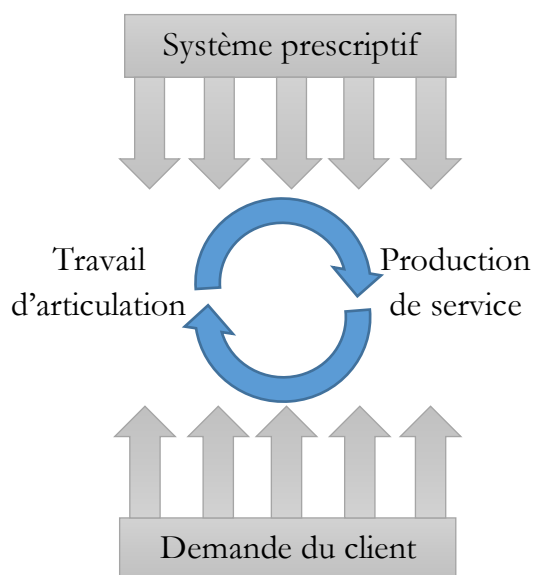 Système prescriptif
Travail
d’articulation
Production
de service
Demande du client